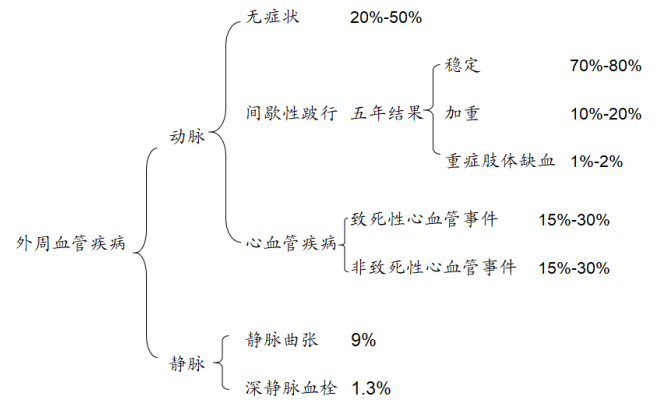 无症状 20%-50%
稳定 70%-80%
动脉 间歇性跛行 五年结果 加重 10%-20%
重症肢体缺血 1%-2%
致死性心血管事件 15%-30%
外周血管疾病 心血管疾病
非致死性心血管事件 15%-30%
静脉曲张 9%
静脉
深静脉血栓 1.3%